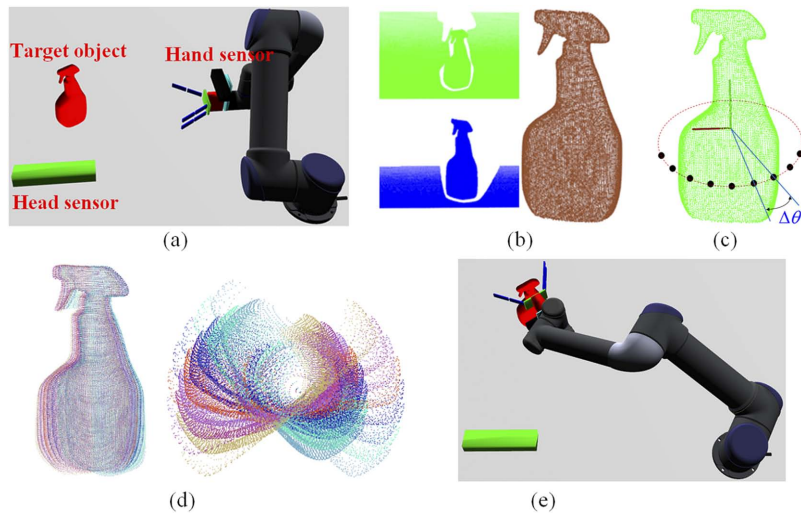 Target object
Hand sensor
Head sensor
Δθ
(a)
(b)
(c)
(d)
(e)